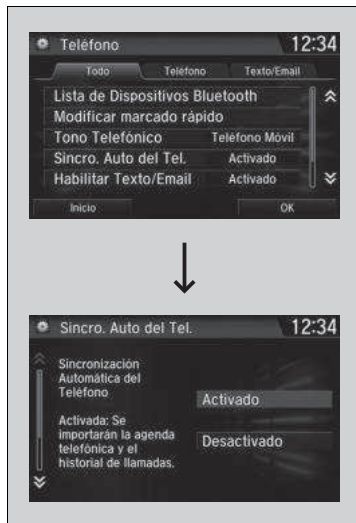 Teléfono 12:34
Todo Teléfono Texto/Email
Lista de Dispositivos Bluetooth
Modificar marcado rápido
Tono Telefónico Teléfono Móvil
Sincro. Auto del Tel. Activado
Habilitar Texto/Email Activado
Inicio OK
Sincro. Auto del Tel. 12:34
Sincronización
Automática del
Teléfono
Activada: Se
importarán la agenda
telefónica y el
historial de llamadas.
Activado
Desactivado